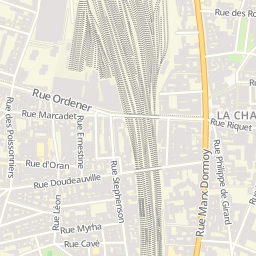 Rue des Ro
Rue Ordener
Rue Marcadet
LA CHA
Rue Riquet
Rue des Poissonniers
Rue Ernestine
Rue d'Oran
Rue Doudeauville
Rue Stephenson
Rue Marx Dormoy
Rue Philippe de Girard
Rue Léon
Rue Myrha
Rue Cavé